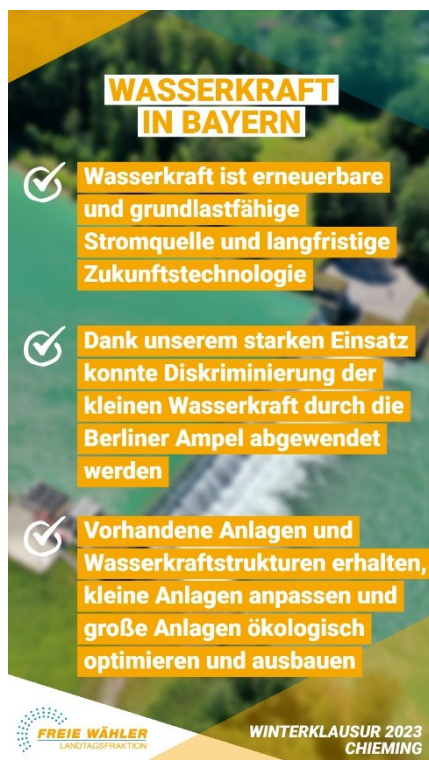 WASSERKRAFT
IN BAYERN
Wasserkraft ist erneuerbare
und grundlastfähige
Stromquelle und langfristige
Zukunftstechnologie
Dank unserem starken Einsatz
konnte Diskriminierung der
kleinen Wasserkraft durch die
Berliner Ampel abgewendet
werden
Vorhandene Anlagen und
Wasserkraftstrukturen erhalten,
kleine Anlagen anpassen und
große Anlagen ökologisch
optimieren und ausbauen
FREIE WÄHLER
LANDTAGSFRAKTION
WINTERKLAUSUR 2023
CHIEMING